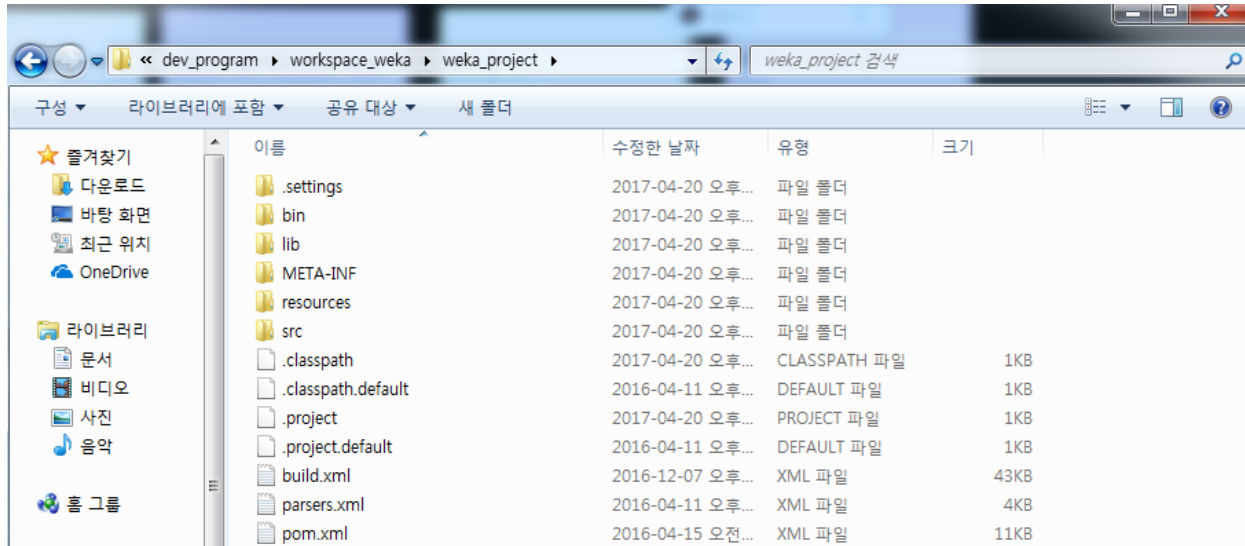 « dev_program ▸ workspace_weka ▸ weka_project ▸ weka_project 검색
구성 ▼ 라이브러리에 포함 ▼ 공유 대상 ▼ 새 폴더
즐겨찾기
다운로드
바탕 화면
최근 위치
OneDrive
라이브러리
문서
비디오
사진
음악
홈 그룹
이름 수정한 날짜 유형 크기
.settings 2017-04-20 오후... 파일 폴더
bin 2017-04-20 오후... 파일 폴더
lib 2017-04-20 오후... 파일 폴더
META-INF 2017-04-20 오후... 파일 폴더
resources 2017-04-20 오후... 파일 폴더
src 2017-04-20 오후... 파일 폴더
.classpath 2017-04-20 오후... CLASSPATH 파일 1KB
.classpath.default 2016-04-11 오후... DEFAULT 파일 1KB
.project 2017-04-20 오후... PROJECT 파일 1KB
.project.default 2016-04-11 오후... DEFAULT 파일 1KB
build.xml 2016-12-07 오후... XML 파일 43KB
parsers.xml 2016-04-11 오후... XML 파일 4KB
pom.xml 2016-04-15 오전... XML 파일 11KB